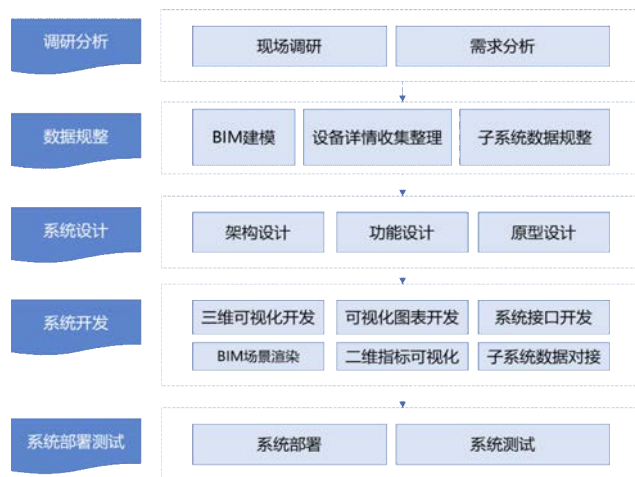 调研分析
现场调研
需求分析
数据规整
BIM建模
设备详情收集整理
子系统数据规整
系统设计
架构设计
功能设计
原型设计
系统开发
三维可视化开发
可视化图表开发
系统接口开发
BIM场景渲染
二维指标可视化
子系统数据对接
系统部署测试
系统部署
系统测试